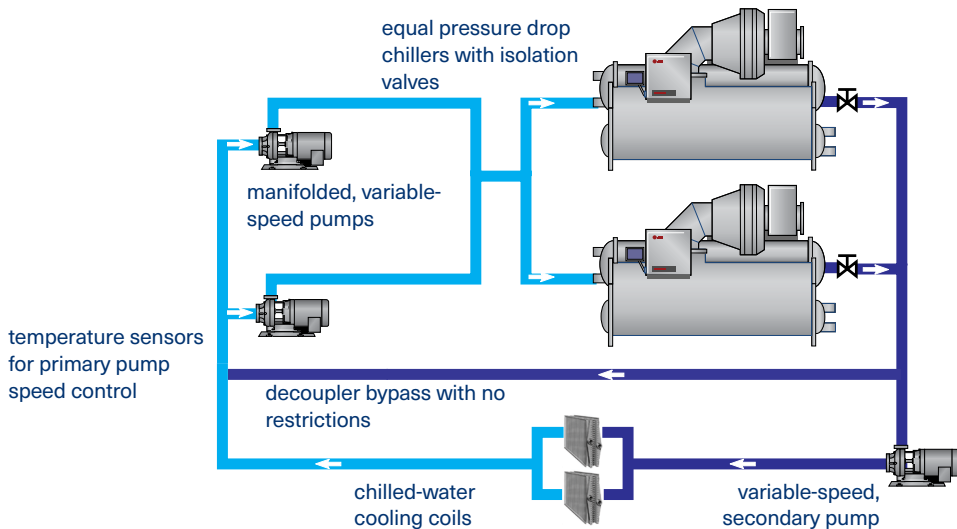 equal pressure drop
chillers with isolation
valves
manifolded, variable-
speed pumps
temperature sensors
for primary pump
speed control
decoupler bypass with no
restrictions
chilled-water
cooling coils
variable-speed,
secondary pump